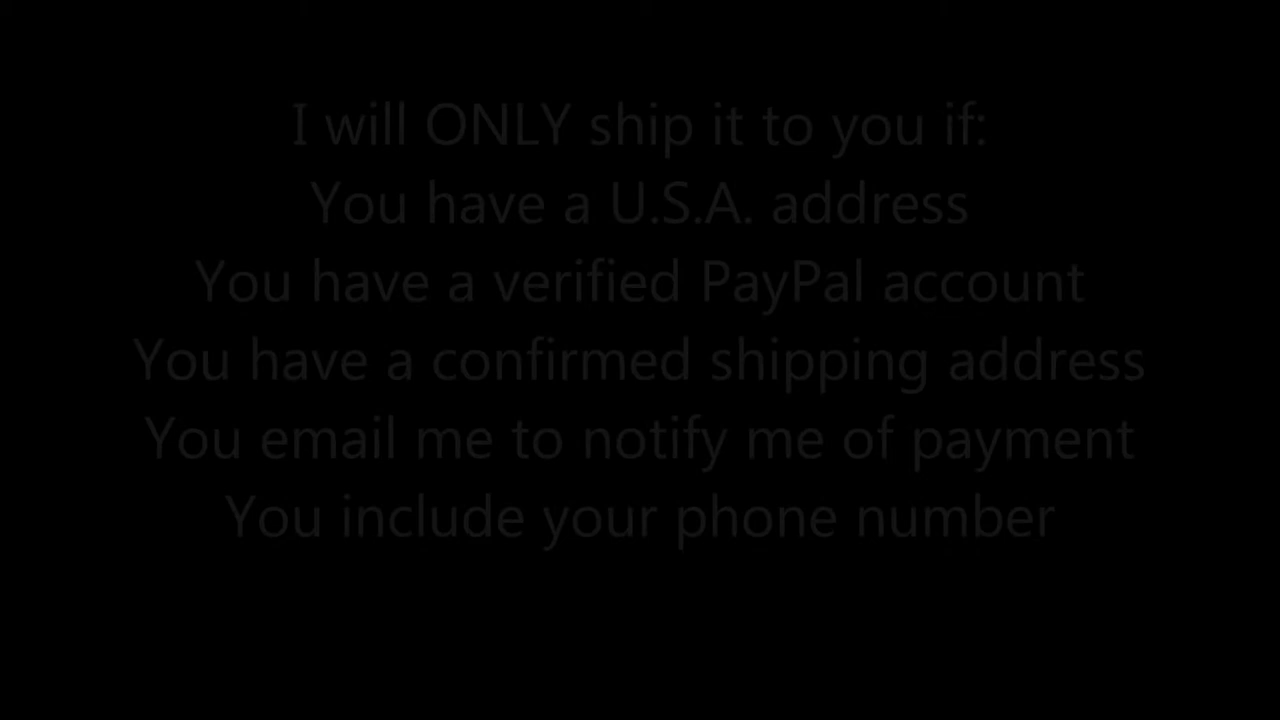 I will ONLY ship it to you if:
You have a U.S.A. address
You have a verified PayPal account
You have a confirmed shipping address
You email me to notify me of payment
You include your phone number